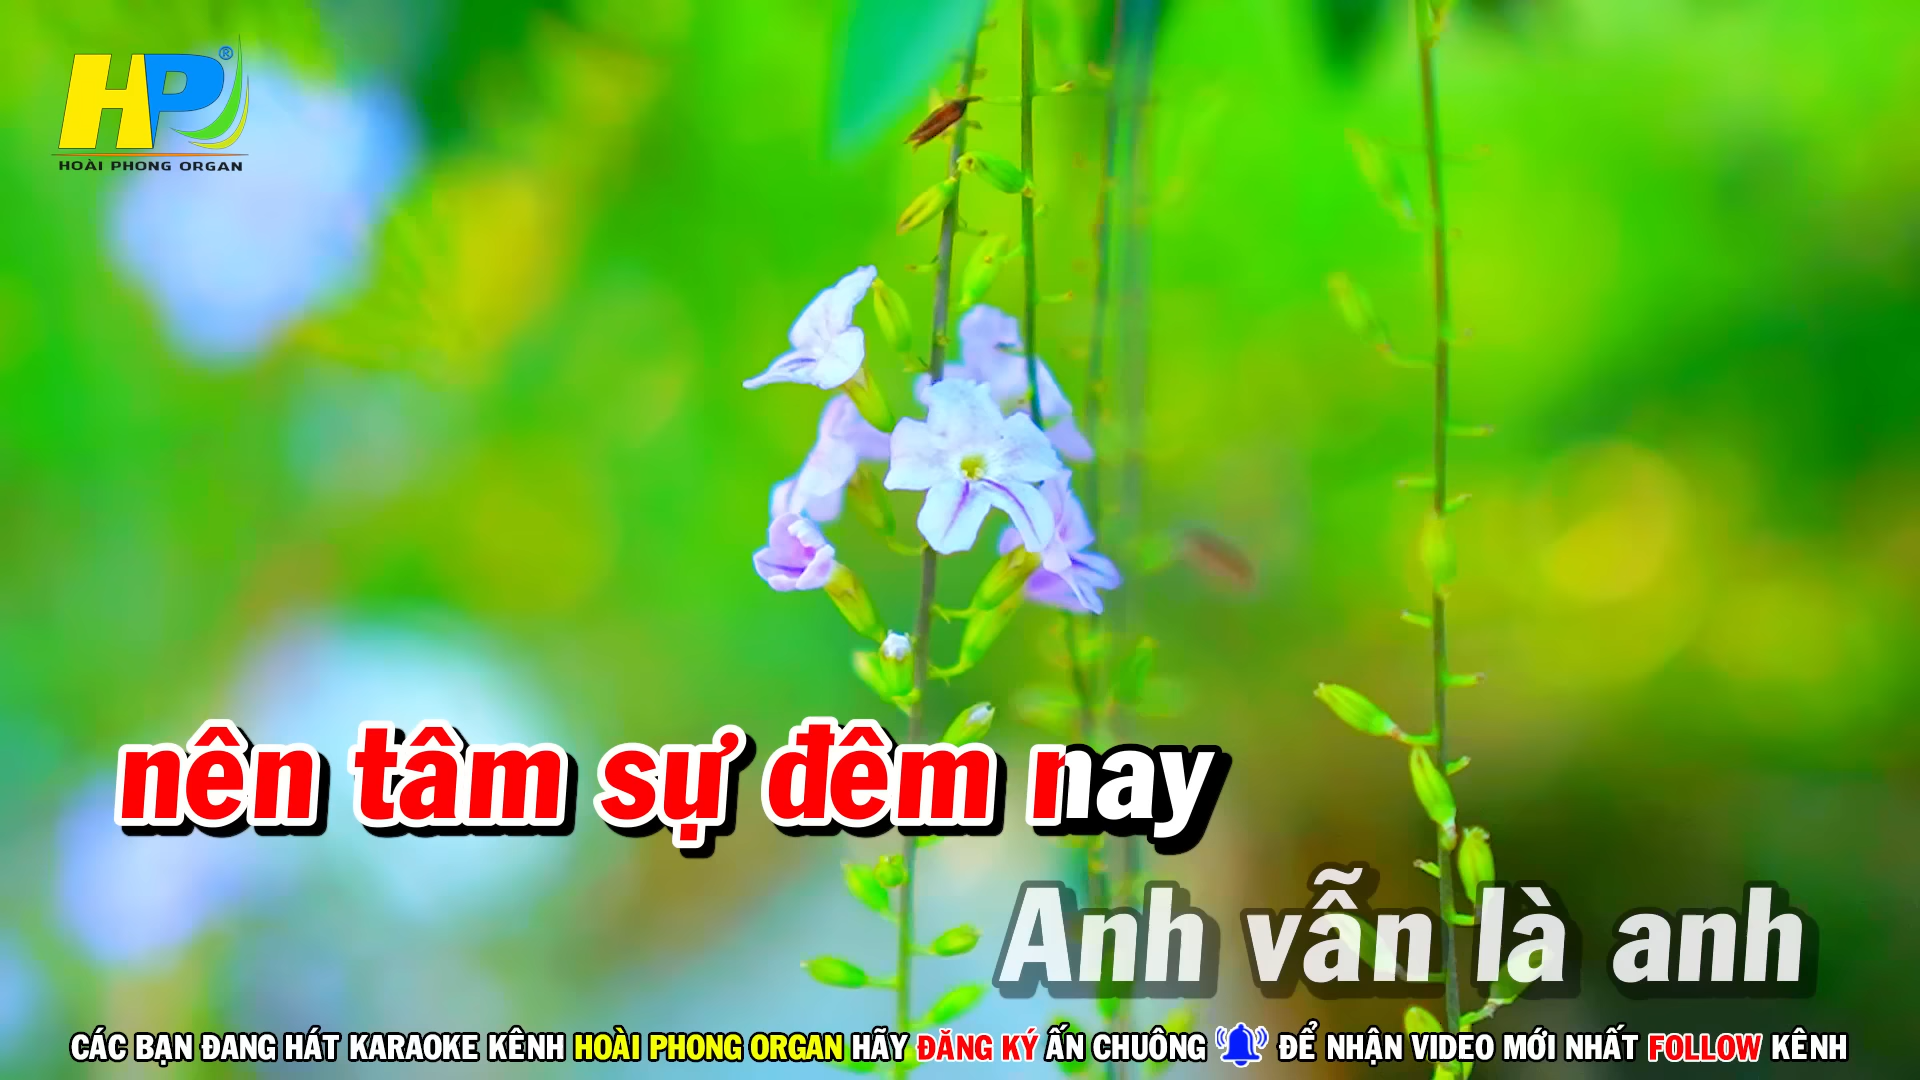 HP®
HOÀI PHONG ORGAN
nên tâm sự đêm nay
Anh vẫn là anh
CÁC BẠN ĐANG HÁT KARAOKE KÊNH HOÀI PHONG ORGAN HÃY ĐĂNG KÝ ẤN CHUÔNG ĐỂ NHẬN VIDEO MỚI NHẤT FOLLOW KÊNH